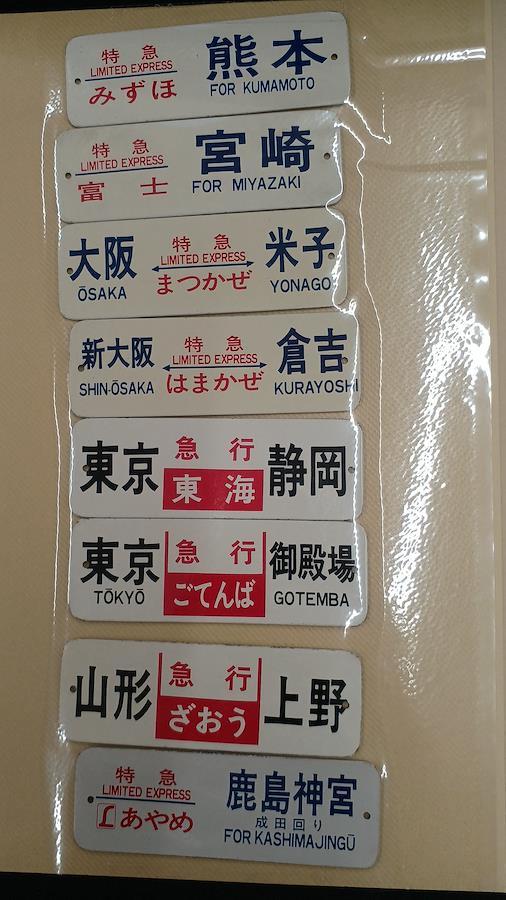 特急 熊本
LIMITED EXPRESS
みずほ FOR KUMAMOTO
特急 宮崎
LIMITED EXPRESS
富士 FOR MIYAZAKI
大阪 特急 米子
LIMITED EXPRESS
ŌSAKA まつかぜ YONAGO
新大阪 特急 倉吉
LIMITED EXPRESS
SHIN-ŌSAKA はまかぜ KURAYOSHI
東京 急行 静岡
東海
東京 急行 御殿場
TŌKYŌ ごてんば GOTEMBA
山形 急行 上野
ざおう
特急 鹿島神宮
LIMITED EXPRESS 成田回り
L あやめ FOR KASHIMAJINGŪ